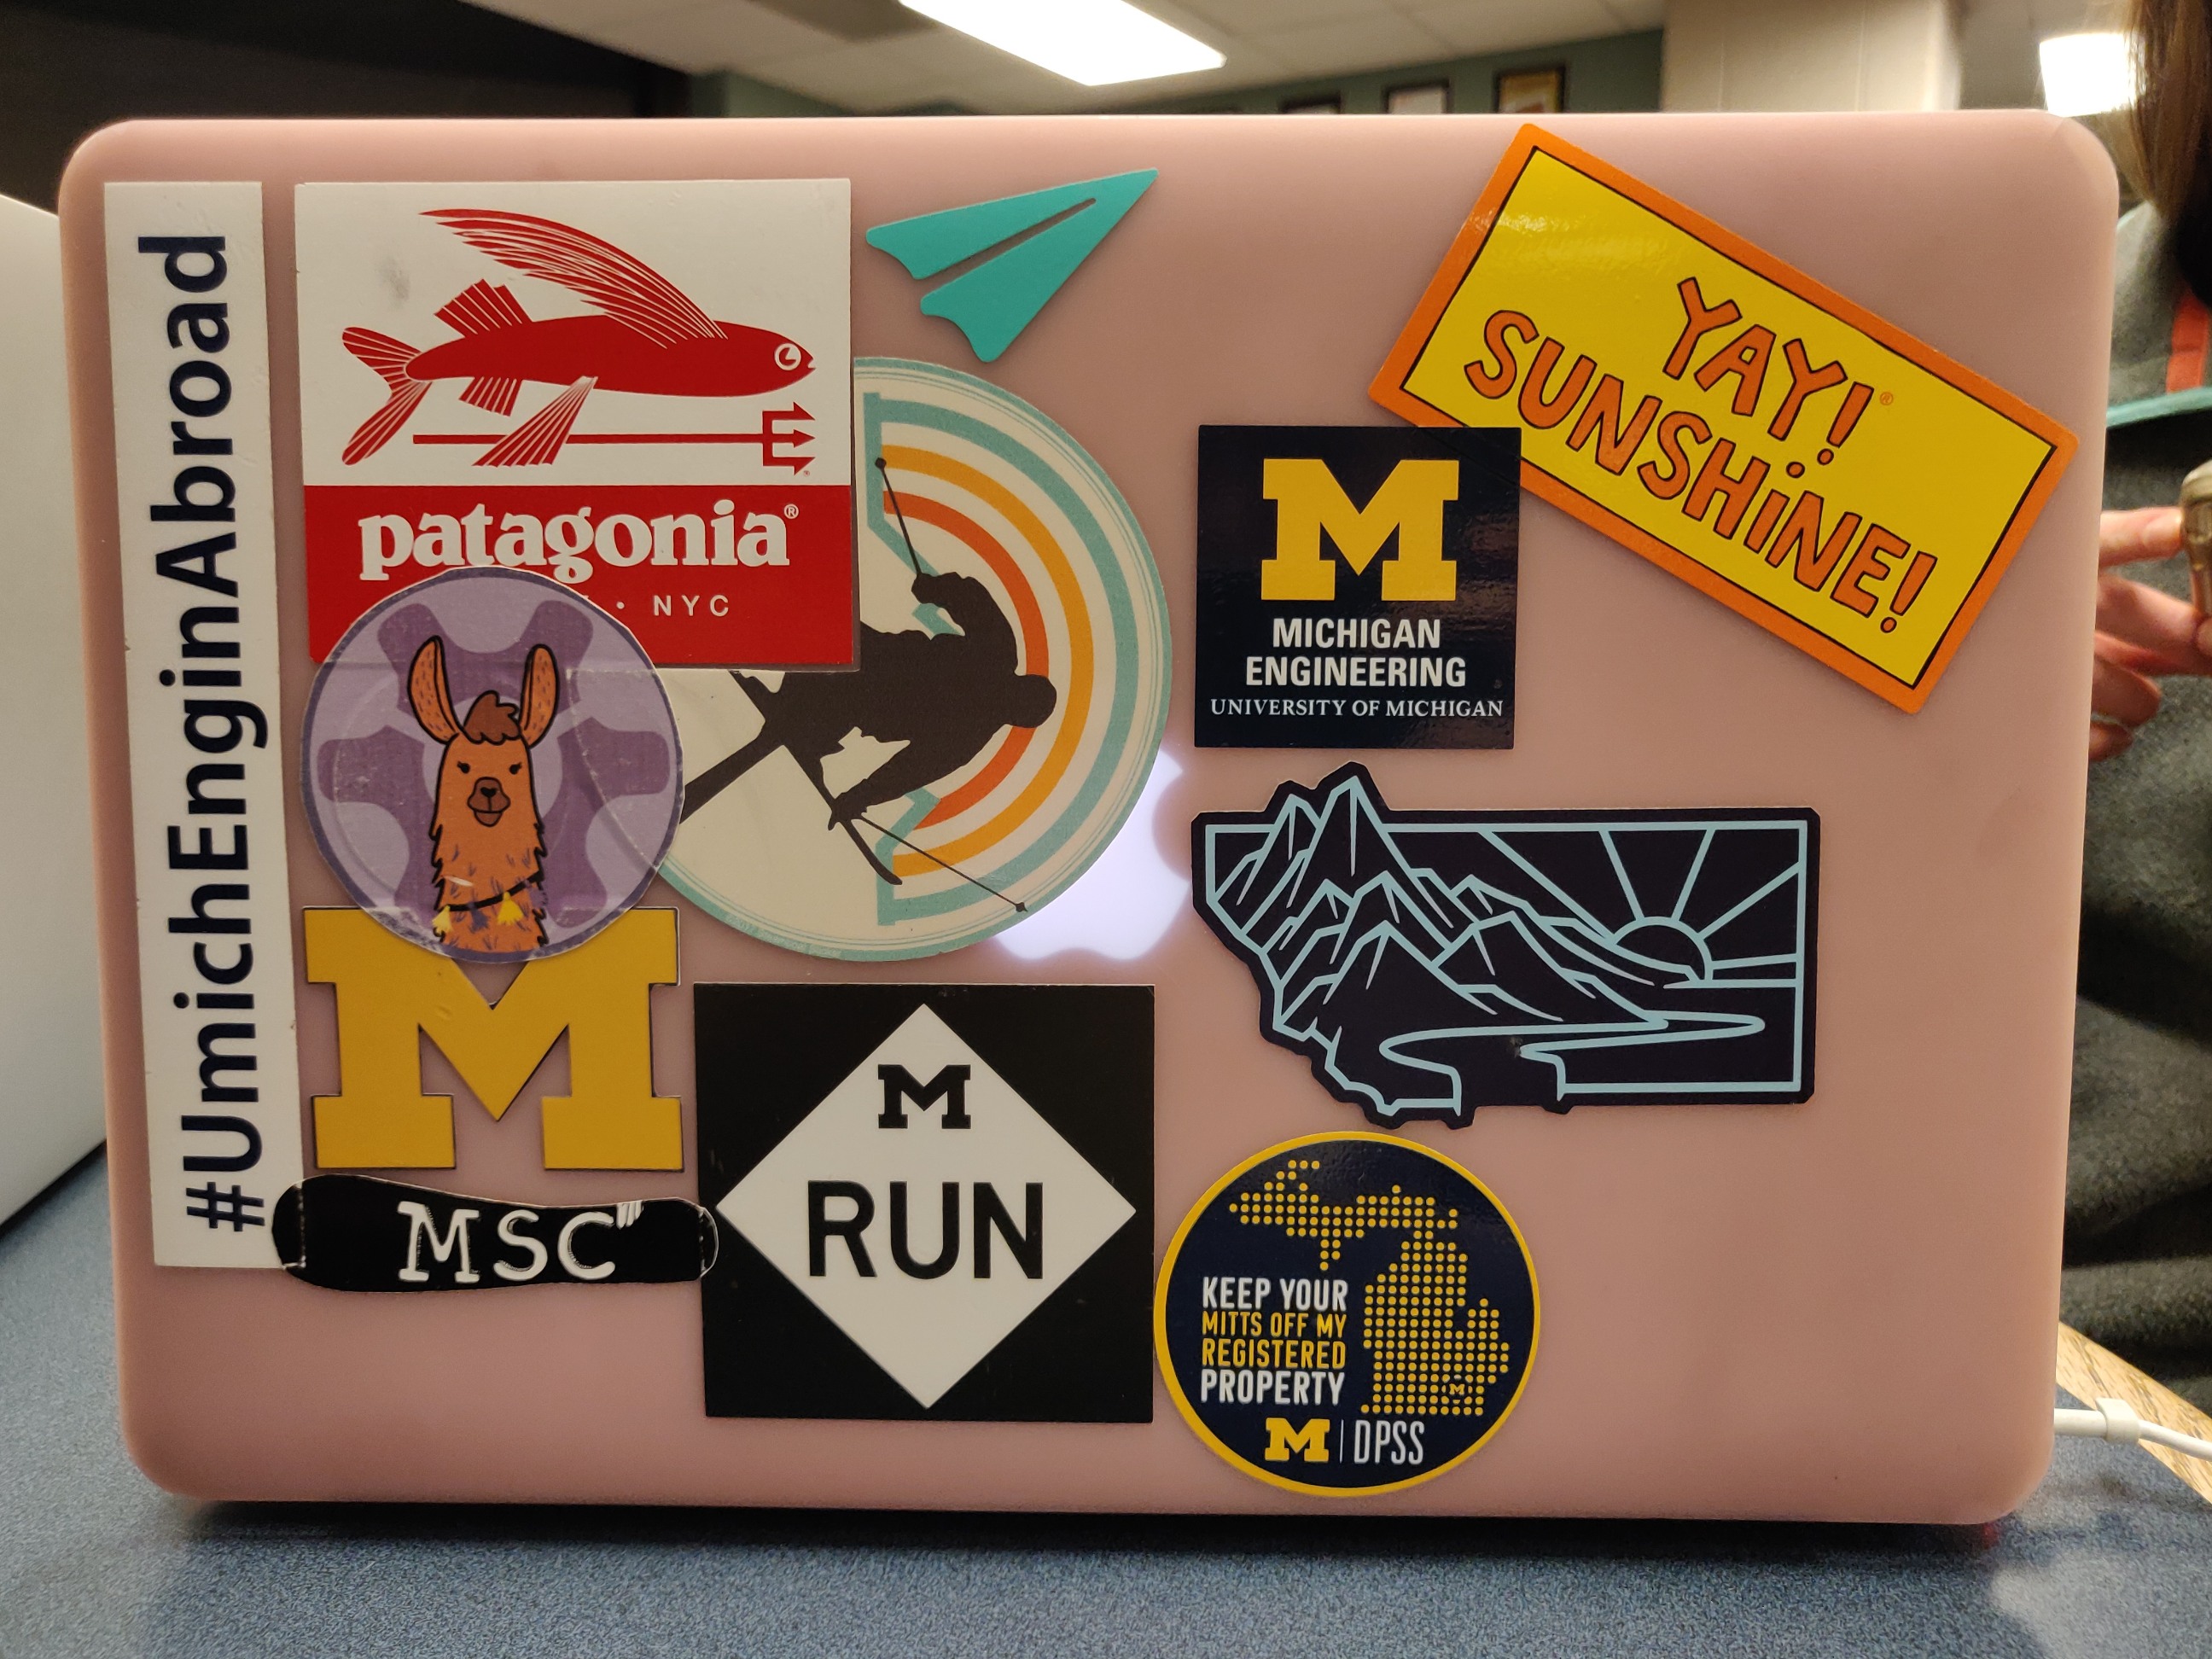 #UmichEnginAbroad
patagonia®
• NYC
YAY!®
SUNSHiNE!
M
MICHIGAN
ENGINEERING
UNIVERSITY OF MICHIGAN
M
MSC
M
RUN
KEEP YOUR
MITTS OFF MY
REGISTERED
PROPERTY
M
M | DPSS